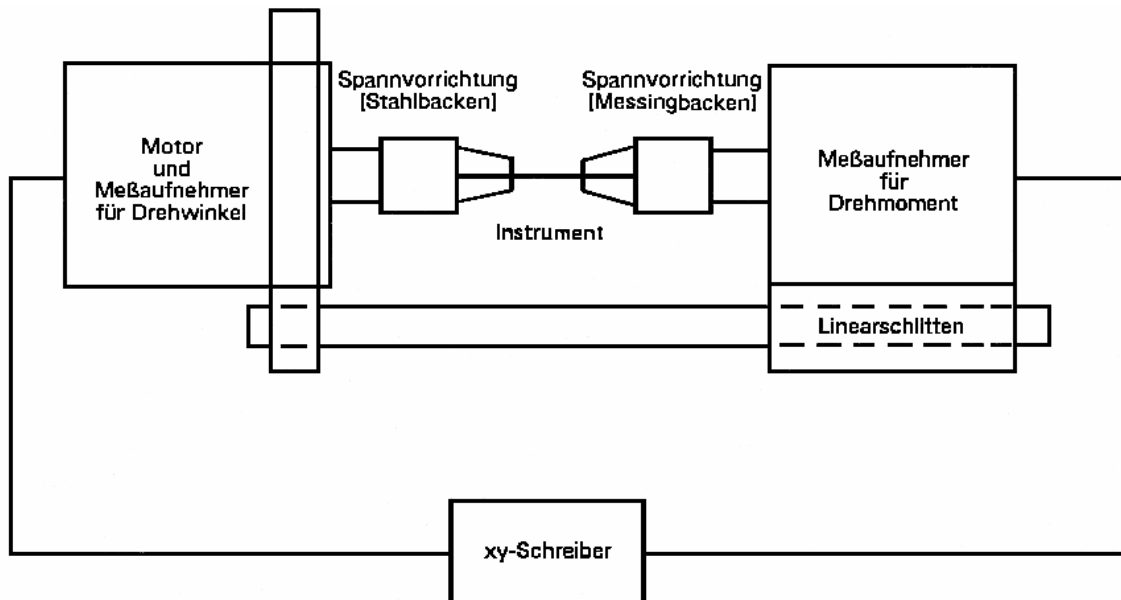 Spannvorrichtung
[Stahlbacken]
Spannvorrichtung
[Messingbacken]
Motor
und
Meßaufnehmer
für Drehwinkel
Meßaufnehmer
für
Drehmoment
Instrument
Linearschlitten
xy-Schreiber